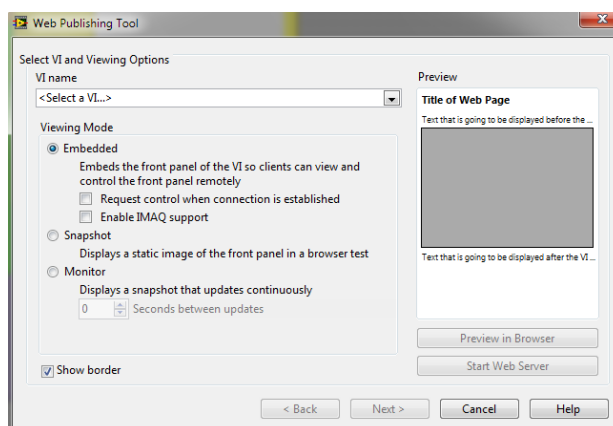 Web Publishing Tool
x
Select VI and Viewing Options
VI name
<Select a VI...>
Viewing Mode
Embedded
Embeds the front panel of the VI so clients can view and
control the front panel remotely
Request control when connection is established
Enable IMAQ support
Snapshot
Displays a static image of the front panel in a browser test
Monitor
Displays a snapshot that updates continuously
0 Seconds between updates
Show border
Preview
Title of Web Page
Text that is going to be displayed before the ...
Text that is going to be displayed after the VI ...
Preview in Browser
Start Web Server
< Back Next > Cancel Help